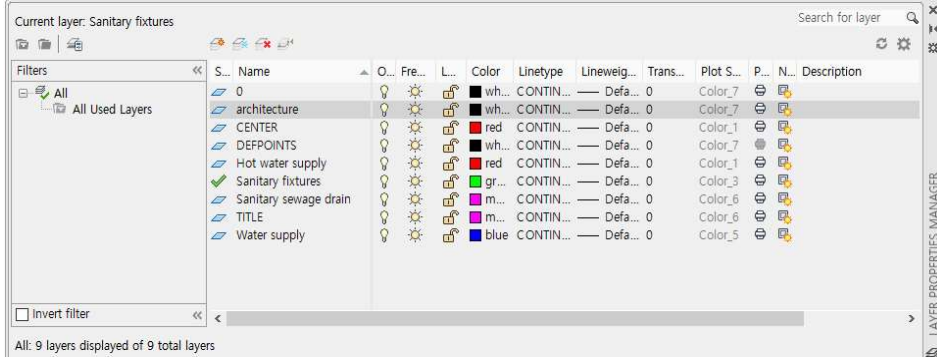 Current layer: Sanitary fixtures
Search for layer
Filters
S... Name O... Fre... L... Color Linetype Lineweig... Trans... Plot S... P... N... Description
All
All Used Layers
0 wh... CONTIN... Defa... 0 Color_7
architecture wh... CONTIN... Defa... 0 Color_7
CENTER red CONTIN... Defa... 0 Color_1
DEFPOINTS wh... CONTIN... Defa... 0 Color_7
Hot water supply red CONTIN... Defa... 0 Color_1
Sanitary fixtures gr... CONTIN... Defa... 0 Color_3
Sanitary sewage drain m... CONTIN... Defa... 0 Color_6
TITLE m... CONTIN... Defa... 0 Color_6
Water supply blue CONTIN... Defa... 0 Color_5
Invert filter
All: 9 layers displayed of 9 total layers
LAYER PROPERTIES MANAGER